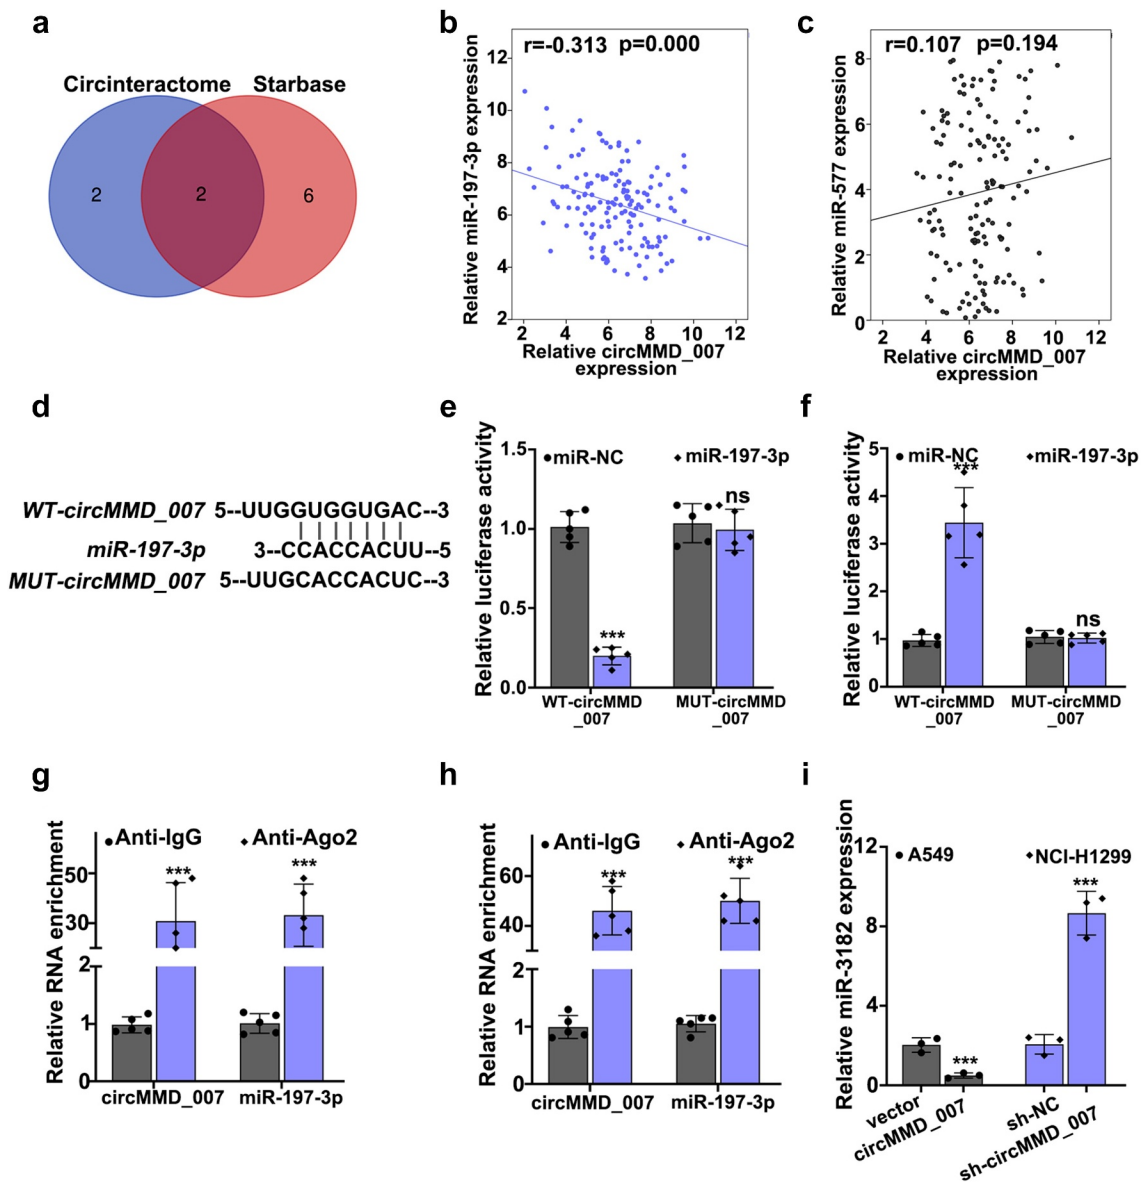 a
Circinteractome Starbase
2 2 6
b
r=-0.313 p=0.000
Relative miR-197-3p expression
12
10
8
6
4
2
2 4 6 8 10 12
Relative circMMD_007
expression
c
r=0.107 p=0.194
Relative miR-577 expression
8
6
4
2
0
2 4 6 8 10 12
Relative circMMD_007
expression
d
WT-circMMD_007 5--UUGGUGGUGAC--3
miR-197-3p 3--CCACCACUU--5
MUT-circMMD_007 5--UUGCACCACUC--3
e
Relative luciferase activity
1.5
1.0
0.5
0.0
miR-NC miR-197-3p
***
ns
WT-circMMD
_007
MUT-circMMD
_007
f
Relative luciferase activity
5
4
3
2
1
0
miR-NC miR-197-3p
***
ns
WT-circMMD
_007
MUT-circMMD
_007
g
Relative RNA enrichment
50
30
2
1
0
Anti-IgG Anti-Ago2
*** ***
circMMD_007 miR-197-3p
h
Relative RNA enrichment
60
40
2
1
0
Anti-IgG Anti-Ago2
*** ***
circMMD_007 miR-197-3p
i
Relative miR-3182 expression
12
8
4
0
A549 NCI-H1299
***
***
vector
circMMD_007
sh-NC
sh-circMMD_007